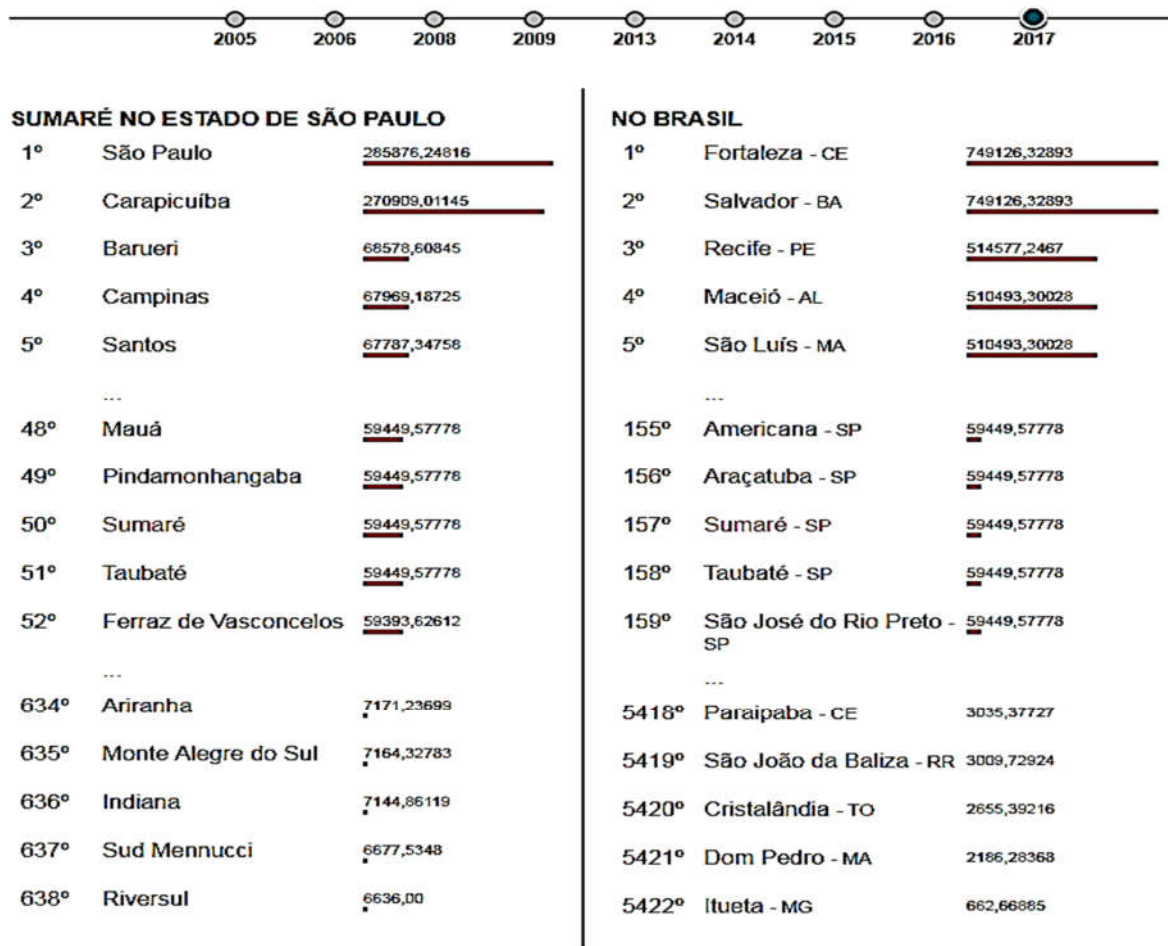 2005 2006 2008 2009 2013 2014 2015 2016 2017
SUMARÉ NO ESTADO DE SÃO PAULO
1º São Paulo 285876,24816
2º Carapicuíba 270909,01145
3º Barueri 68578,60845
4º Campinas 67969,18725
5º Santos 67787,34758
...
48º Mauá 59449,57778
49º Pindamonhangaba 59449,57778
50º Sumaré 59449,57778
51º Taubaté 59449,57778
52º Ferraz de Vasconcelos 59393,62612
...
634º Ariranha 7171,23699
635º Monte Alegre do Sul 7164,32783
636º Indiana 7144,86119
637º Sud Mennucci 6677,5348
638º Riversul 6636,00
NO BRASIL
1º Fortaleza - CE 749126,32893
2º Salvador - BA 749126,32893
3º Recife - PE 514577,2467
4º Maceió - AL 510493,30028
5º São Luís - MA 510493,30028
...
155º Americana - SP 59449,57778
156º Araçatuba - SP 59449,57778
157º Sumaré - SP 59449,57778
158º Taubaté - SP 59449,57778
159º São José do Rio Preto - 59449,57778
SP
...
5418º Paraipaba - CE 3035,37727
5419º São João da Baliza - RR 3009,72924
5420º Cristalândia - TO 2655,39216
5421º Dom Pedro - MA 2186,28368
5422º Itueta - MG 662,66885